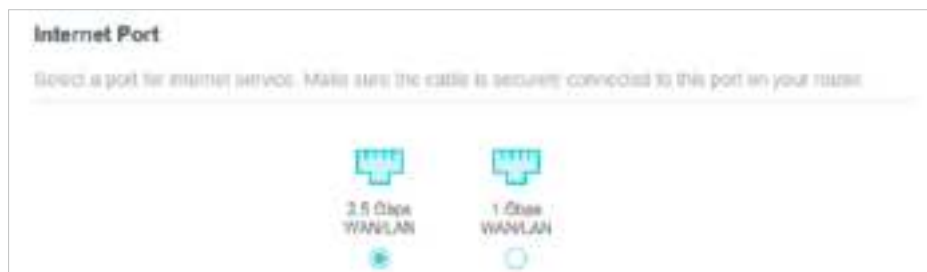 Internet Port
Select a port for internet service. Make sure the cable is securely connected to this port on your router.
2.5 Gbps
WAN/LAN
1 Gbps
WAN/LAN